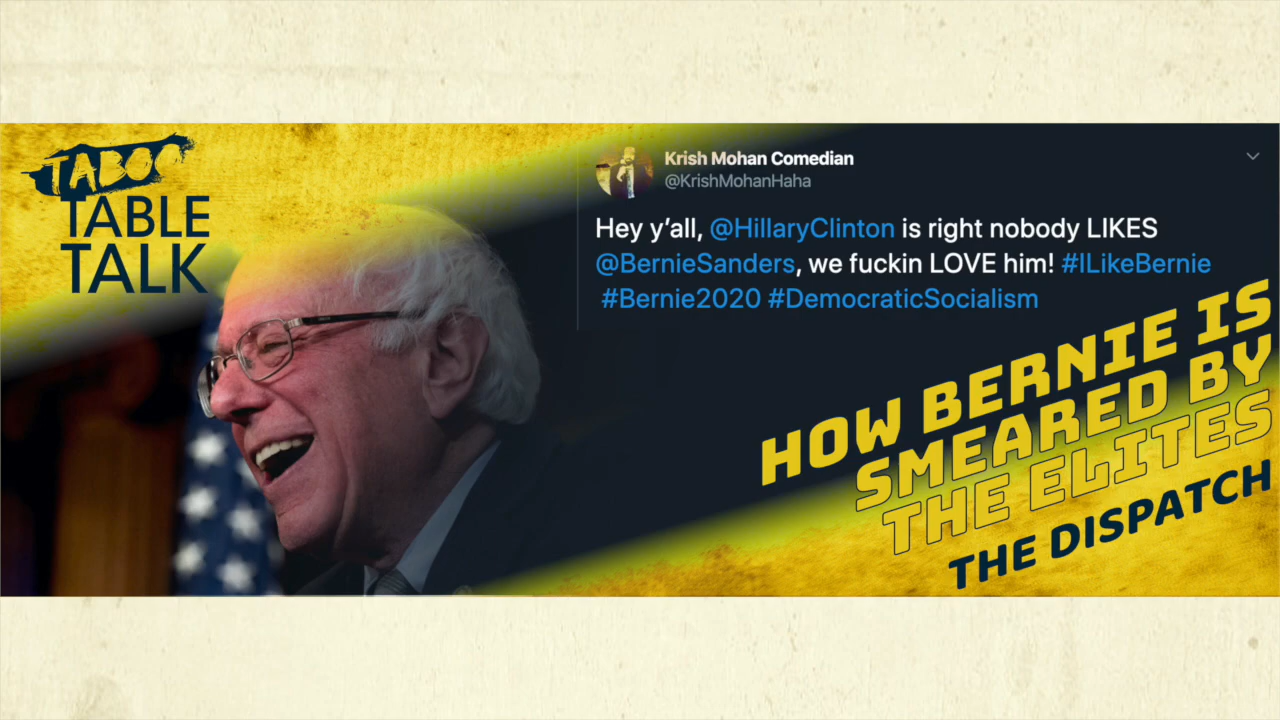 TABOO
TABLE
TALK
Krish Mohan Comedian
@KrishMohanHaha
Hey y’all, @HillaryClinton is right nobody LIKES
@BernieSanders, we fuckin LOVE him! #ILikeBernie
#Bernie2020 #DemocraticSocialism
HOW BERNIE IS
SMEARED BY
THE ELITES
THE DISPATCH